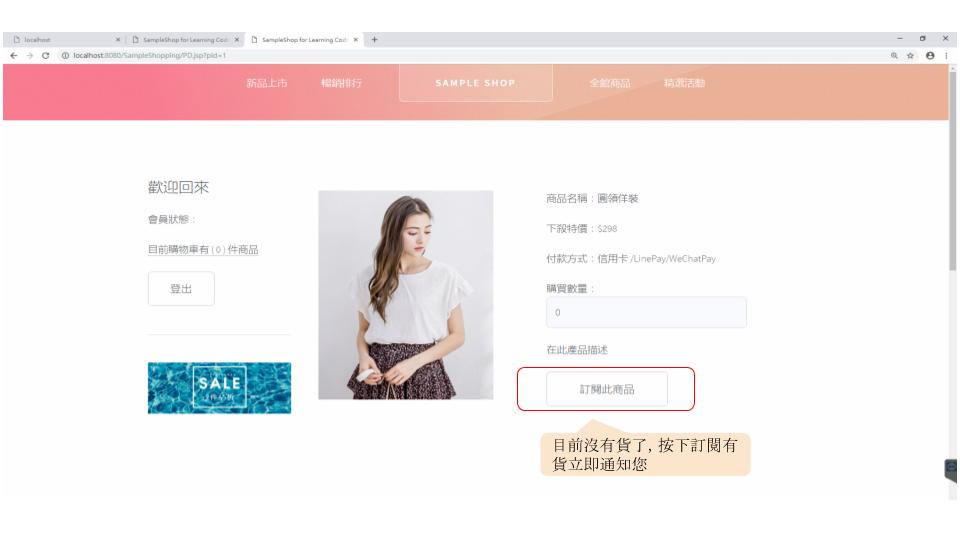 localhost
SampleShop for Learning Cod
SampleShop for Learning Cod
localhost:8080/SampleShopping/PD.jsp?pid=1
新品上市
暢銷排行
SAMPLE SHOP
全館商品
精選活動
歡迎回來
會員狀態：
目前購物車有(0)件商品
登出
SALE
商品名稱：圓領佯裝
下殺特價：$298
付款方式：信用卡/LinePay/WeChatPay
購買數量：
0
在此產品描述
訂閱此商品
目前沒有貨了, 按下訂閱有
貨立即通知您